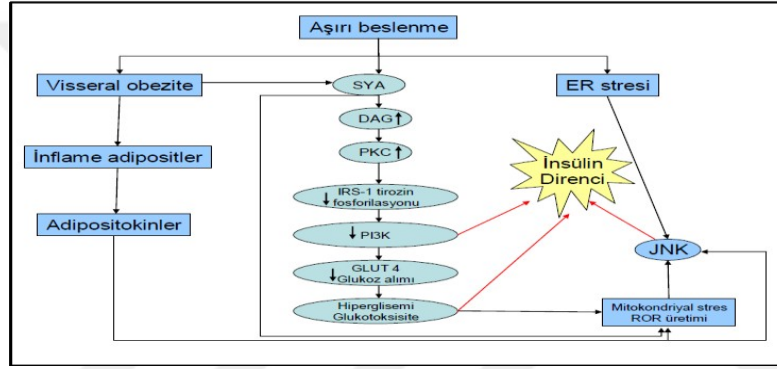 Aşırı beslenme
Visseral obezite
SYA
ER stresi
DAG
PKC
İnflame adipositler
İnsülin
Direnci
IRS-1 tirozin
fosforilasyonu
Adipositokinler
PI3K
JNK
GLUT 4
Glukoz alımı
Hiperglisemi
Glukotoksisite
Mitokondriyal stres
ROR üretimi